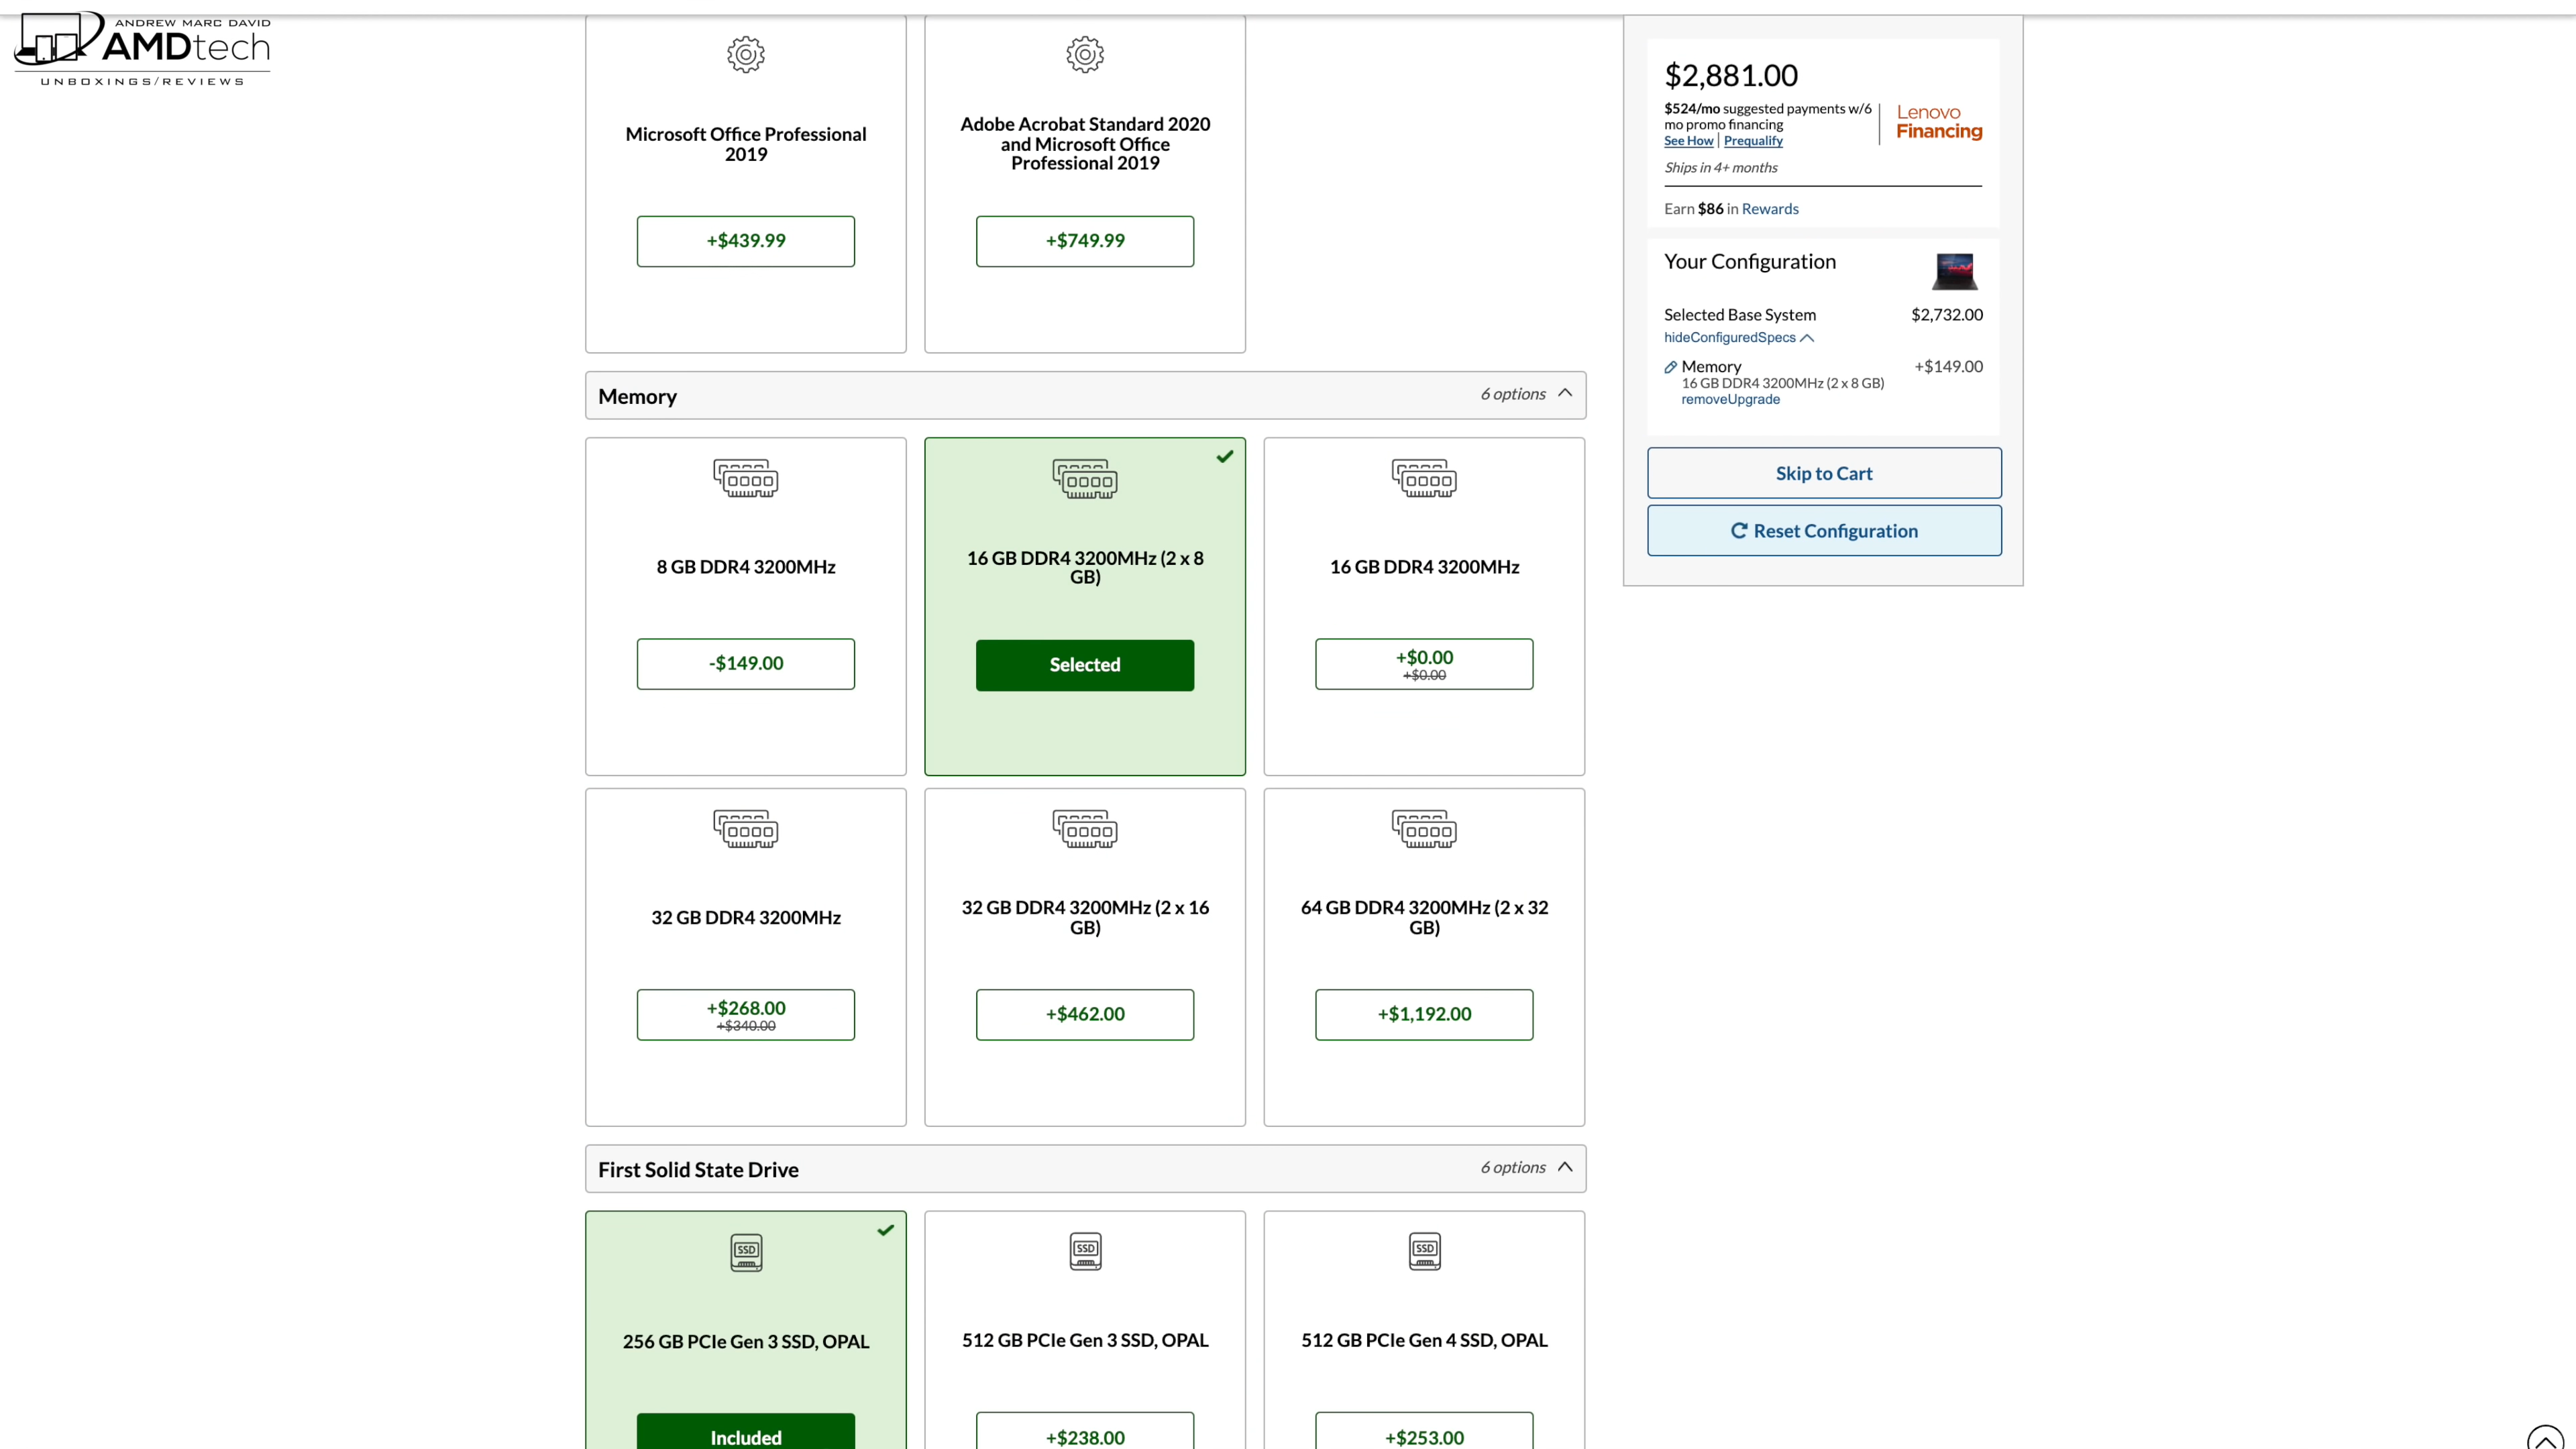 ANDREW MARC DAVID
AMDtech
UNBOXINGS/REVIEWS
Microsoft Office Professional
2019
+$439.99
Adobe Acrobat Standard 2020
and Microsoft Office
Professional 2019
+$749.99
Memory
6 options
8 GB DDR4 3200MHz
-$149.00
16 GB DDR4 3200MHz (2 x 8
GB)
Selected
16 GB DDR4 3200MHz
+$0.00
+$0.00
32 GB DDR4 3200MHz
+$268.00
+$340.00
32 GB DDR4 3200MHz (2 x 16
GB)
+$462.00
64 GB DDR4 3200MHz (2 x 32
GB)
+$1,192.00
First Solid State Drive
6 options
SSD
256 GB PCIe Gen 3 SSD, OPAL
Included
SSD
512 GB PCIe Gen 3 SSD, OPAL
+$238.00
SSD
512 GB PCIe Gen 4 SSD, OPAL
+$253.00
$2,881.00
$524/mo suggested payments w/6
mo promo financing
See How | Prequalify
Lenovo
Financing
Ships in 4+ months
Earn $86 in Rewards
Your Configuration
Selected Base System $2,732.00
hideConfiguredSpecs
Memory +$149.00
16 GB DDR4 3200MHz (2 x 8 GB)
removeUpgrade
Skip to Cart
Reset Configuration